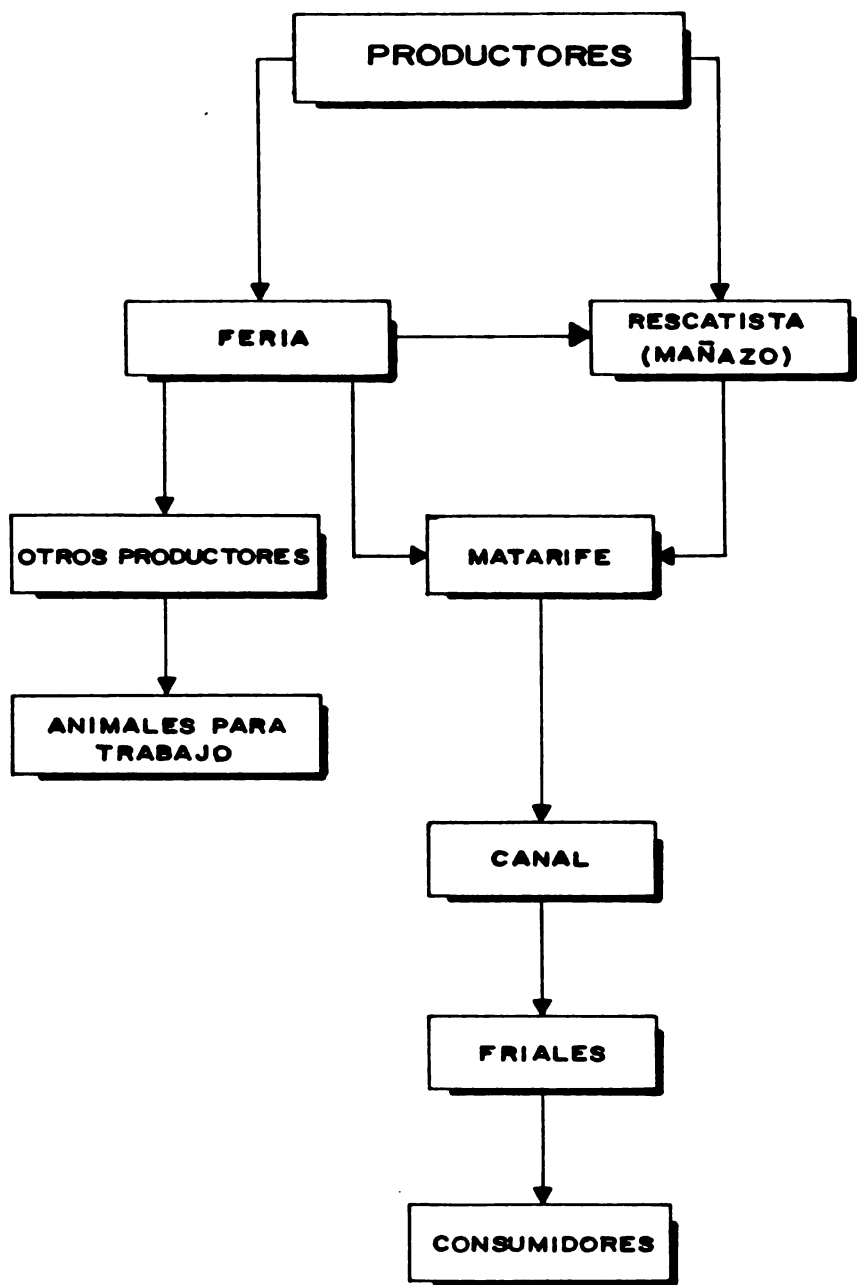 PRODUCTORES
FERIA
RESCATISTA
(MAÑAZO)
OTROS PRODUCTORES
MATARIFE
ANIMALES PARA
TRABAJO
CANAL
FRIALES
CONSUMIDORES